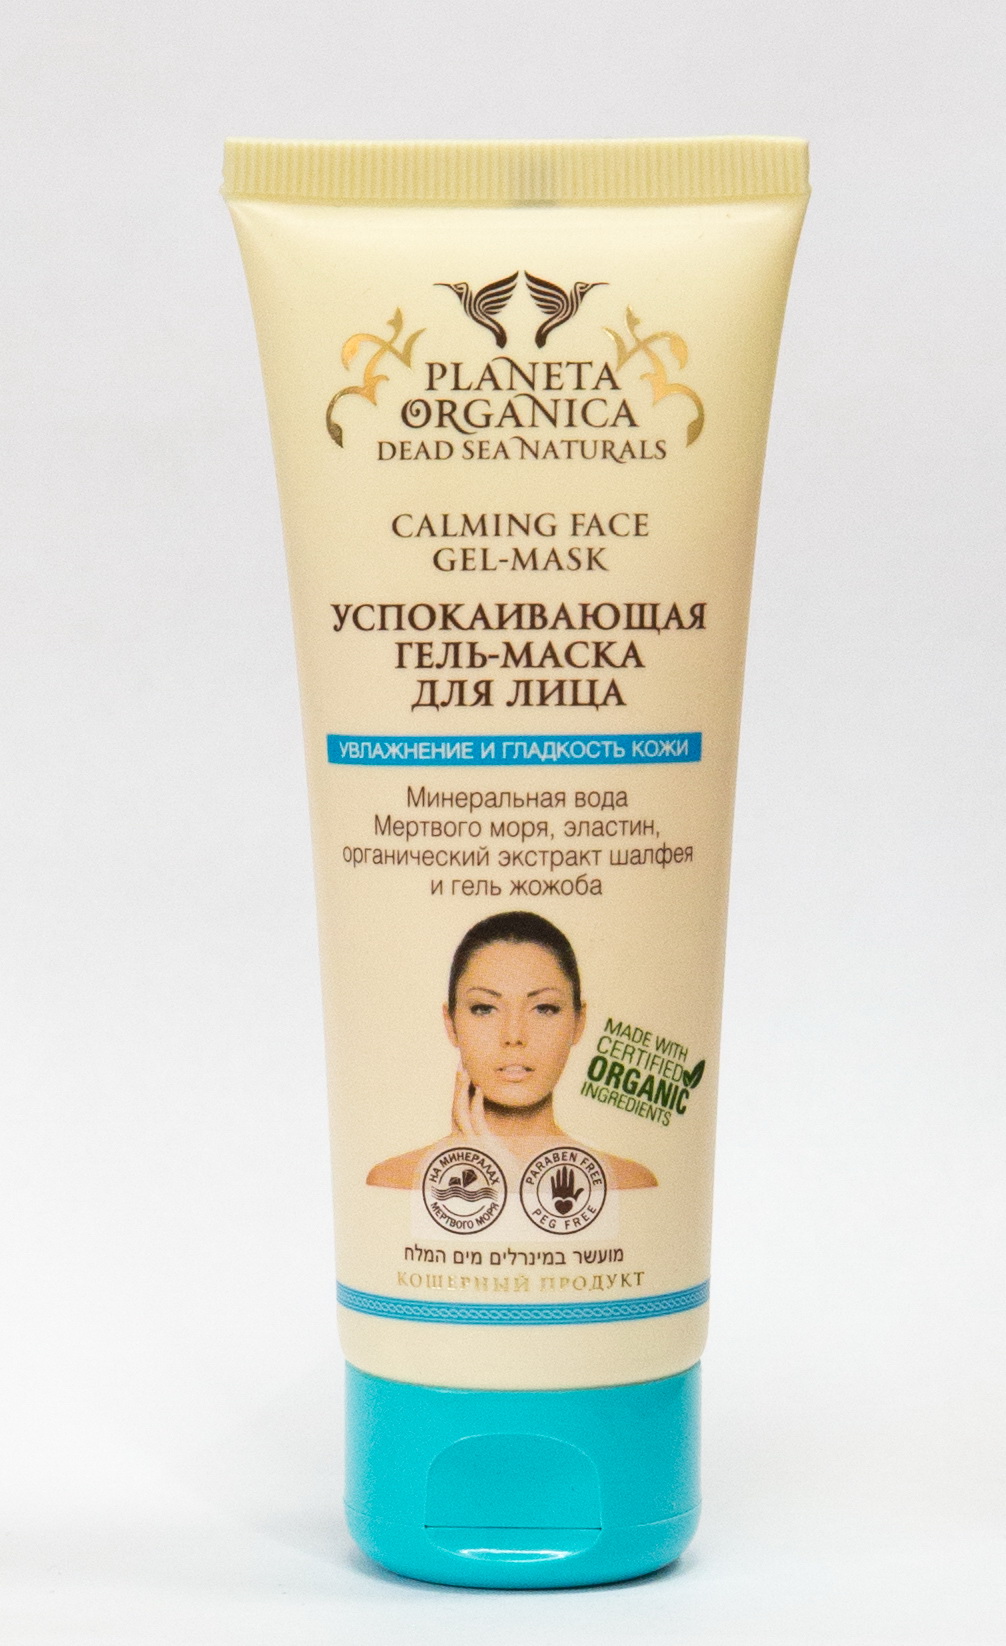 PLANETA
ORGANICA
DEAD SEA NATURALS
CALMING FACE
GEL-MASK
УСПОКАИВАЮЩАЯ
ГЕЛЬ-МАСКА
ДЛЯ ЛИЦА
УВЛАЖНЕНИЕ И ГЛАДКОСТЬ КОЖИ
Минеральная вода
Мертвого моря, эластин,
органический экстракт шалфея
и гель жожоба
MADE WITH
CERTIFIED
ORGANIC
INGREDIENTS
НА МИНЕРАЛАХ
МЕРТВОГО МОРЯ
PARABEN FREE
PEG FREE
מועשר במינרלים מים המלח
КОШЕРНЫЙ ПРОДУКТ